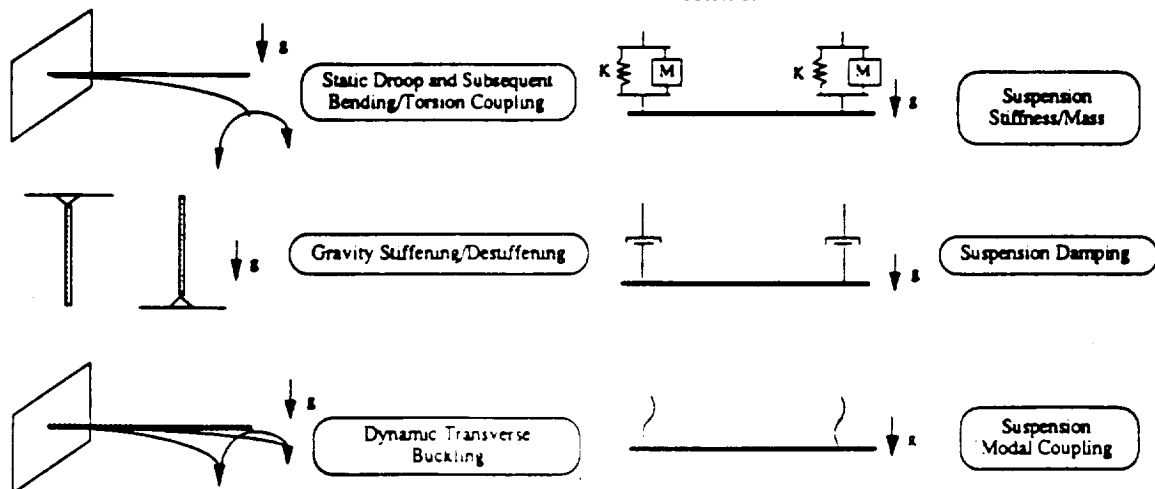 g
Static Droop and Subsequent
Bending/Torsion Coupling
K
M
K
M
g
Suspension
Stiffness/Mass
g
Gravity Stiffening/Destiffening
g
Suspension Damping
g
Dynamic Transverse
Buckling
g
Suspension
Modal Coupling